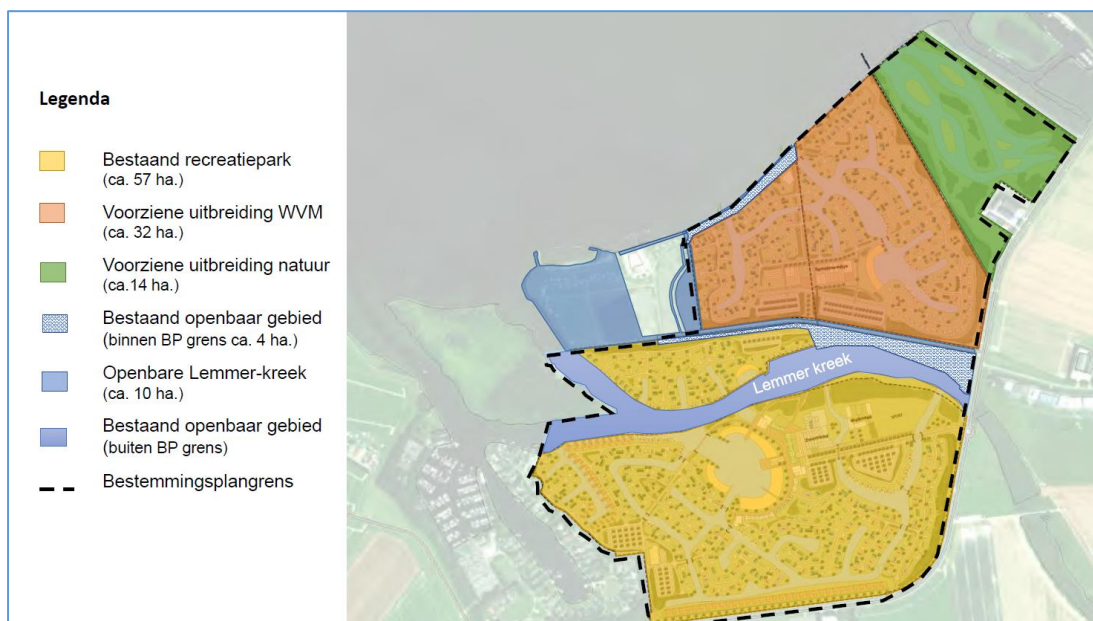 Legenda
Bestaand recreatiepark
(ca. 57 ha.)
Voorziene uitbreiding WVM
(ca. 32 ha.)
Voorziene uitbreiding natuur
(ca.14 ha.)
Bestaand openbaar gebied
(binnen BP grens ca. 4 ha.)
Openbare Lemmer-kreek
(ca. 10 ha.)
Bestaand openbaar gebied
(buiten BP grens)
Bestemmingsplangrens
Lemmer kreek